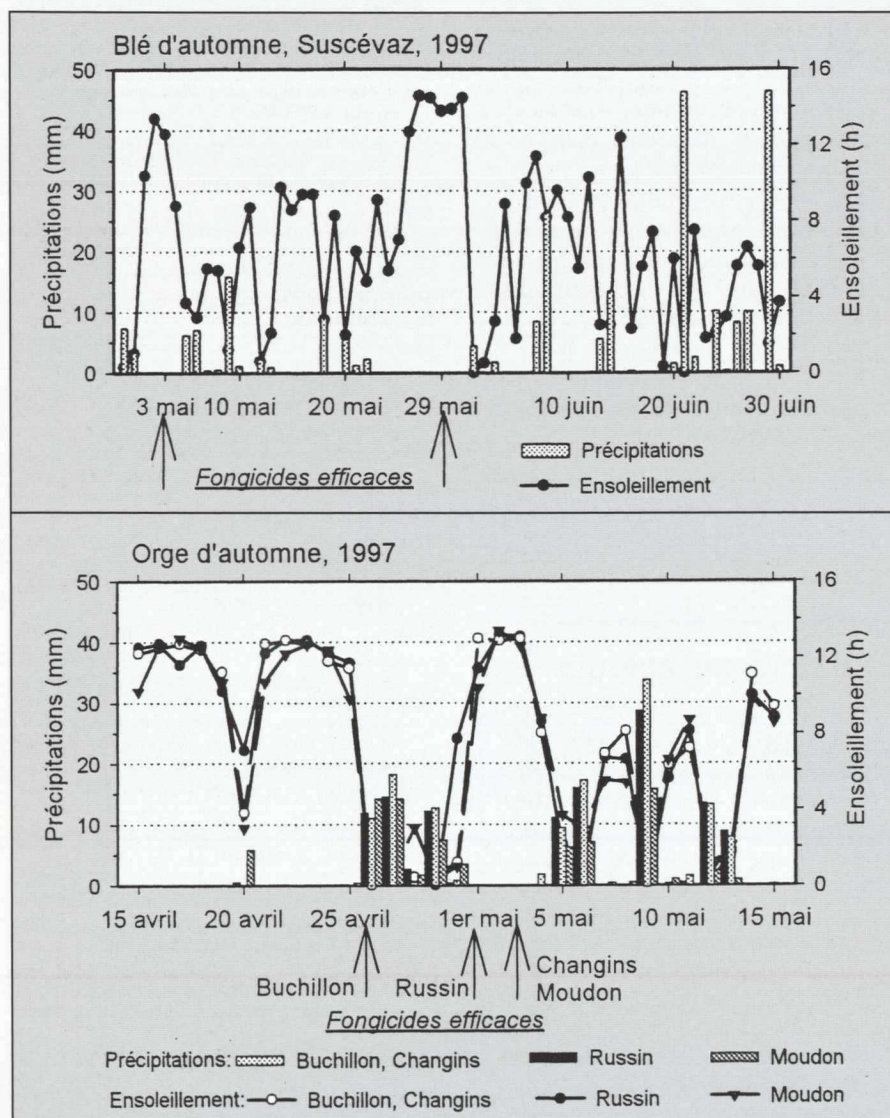 Blé d'automne, Suscévaz, 1997
50 16
40 12
30
8
20
4
10
0 0
Précipitations (mm)
Ensoleillement (h)
3 mai 10 mai 20 mai 29 mai 10 juin 20 juin 30 juin
Précipitations
Fongicides efficaces
Ensoleillement
Orge d'automne, 1997
50 16
40 12
30
8
20
4
10
0 0
Précipitations (mm)
Ensoleillement (h)
15 avril 20 avril 25 avril 1er mai 5 mai 10 mai 15 mai
Buchillon Russin Changins
Moudon
Fongicides efficaces
Précipitations: Buchillon, Changins Russin Moudon
Ensoleillement: Buchillon, Changins Russin Moudon